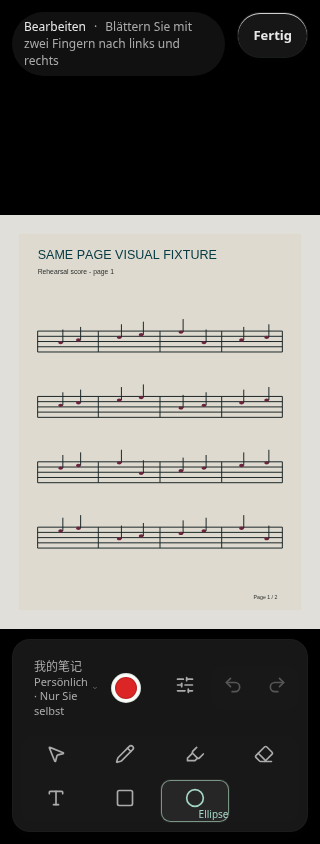 Bearbeiten · Blättern Sie mit
zwei Fingern nach links und
rechts
Fertig
SAME PAGE VISUAL FIXTURE
Rehearsal score - page 1
Page 1 / 2
我的笔记
Persönlich
· Nur Sie
selbst
Ellipse